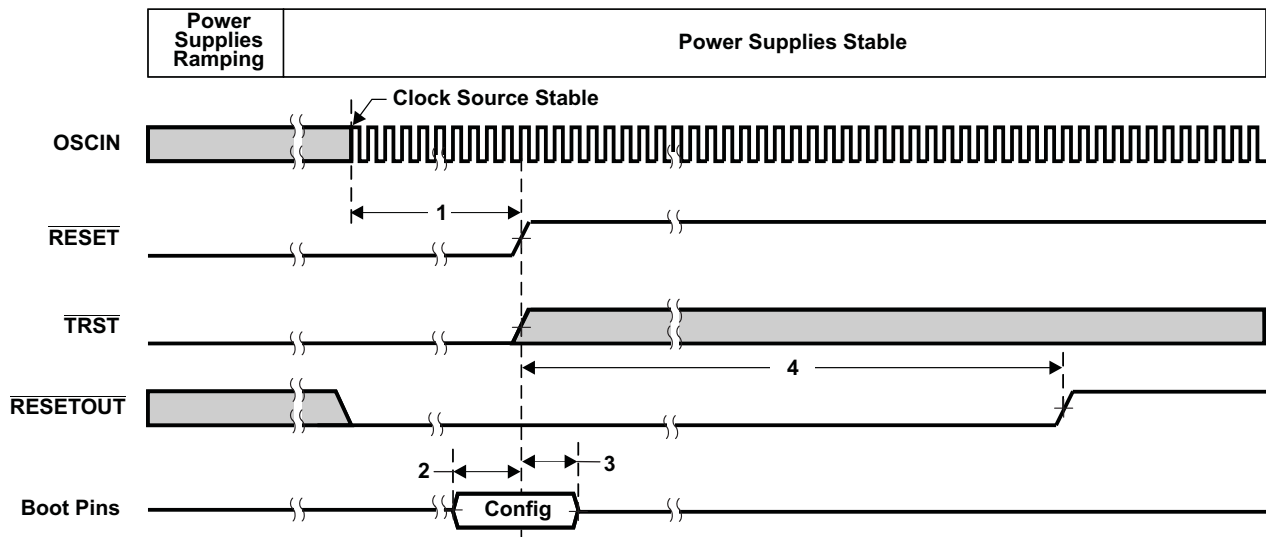 Power
Supplies
Ramping
Power Supplies Stable
Clock Source Stable
OSCIN
1
RESET
TRST
4
RESETOUT
2
3
Boot Pins
Config